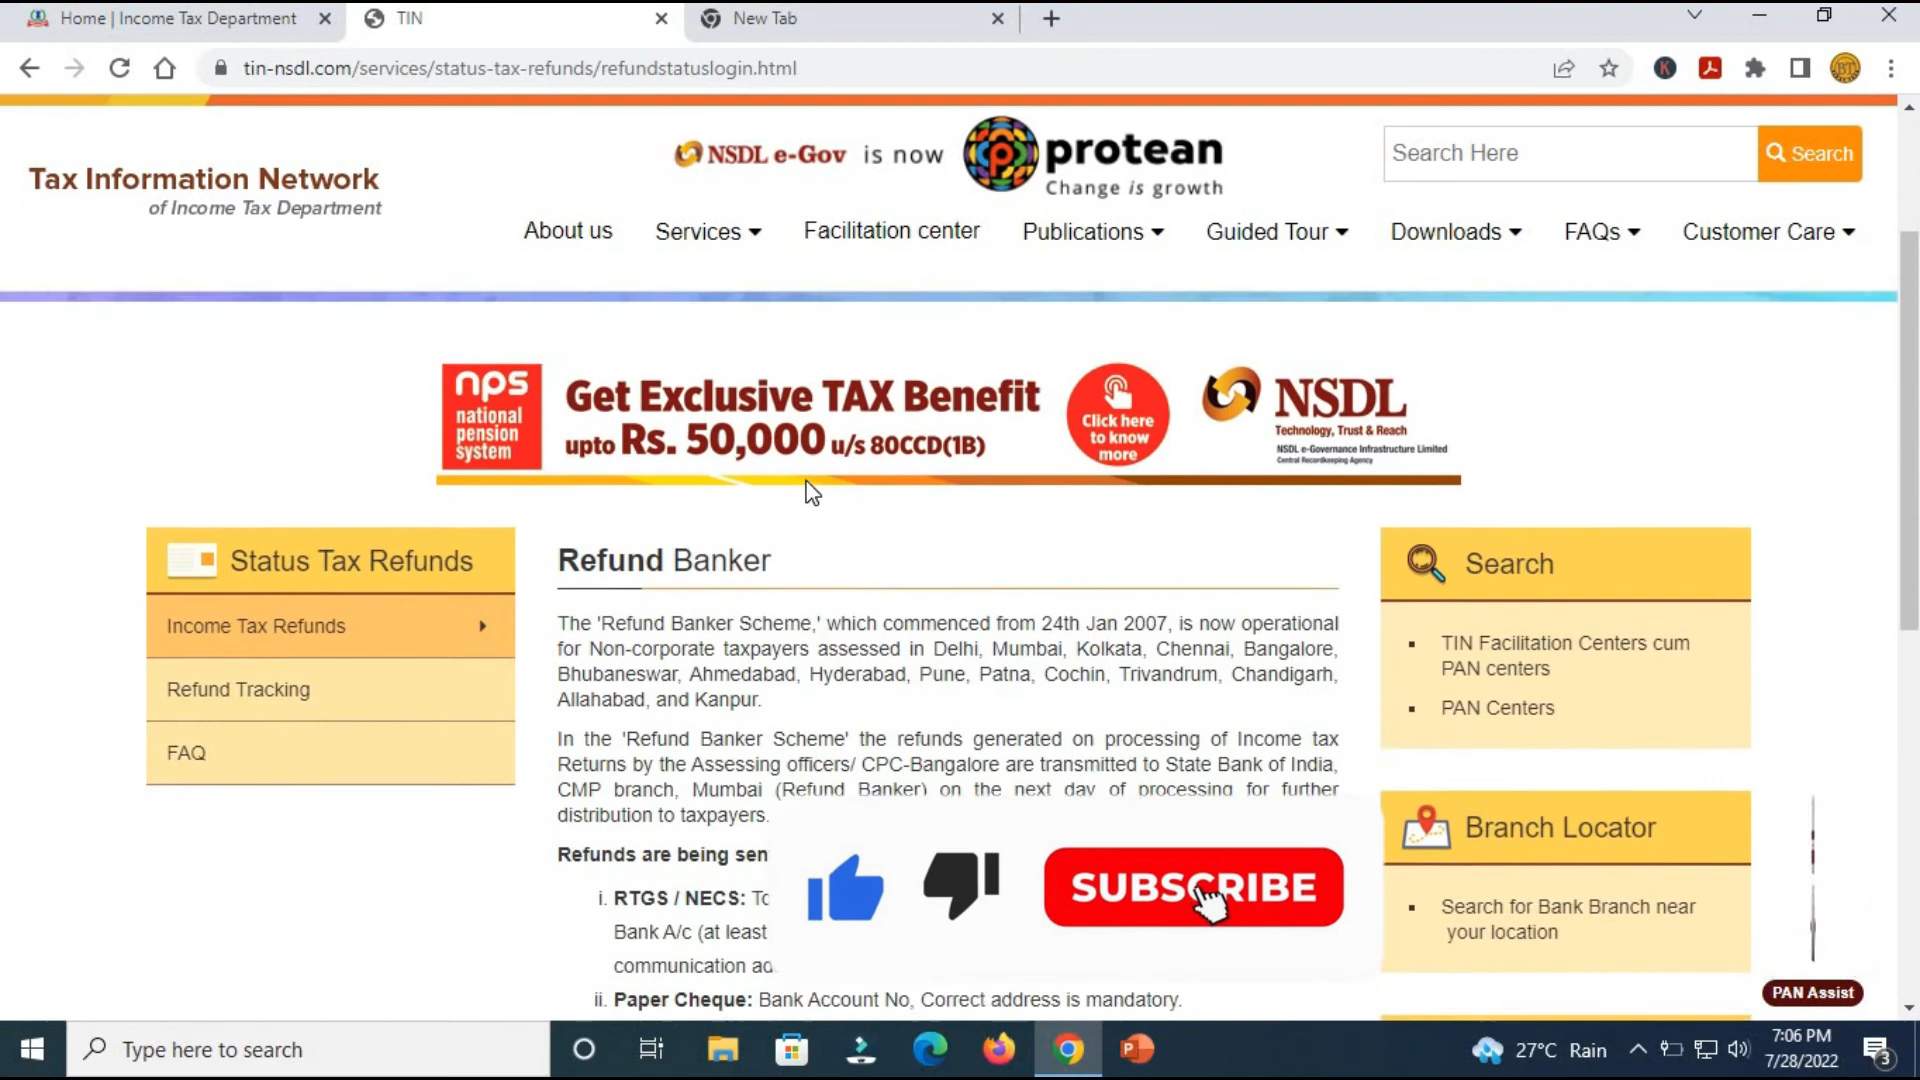 Home | Income Tax Department
TIN
New Tab
tin-nsdl.com/services/status-tax-refunds/refundstatuslogin.html
Tax Information Network
of Income Tax Department
NSDL e-Gov is now protean
Change is growth
Search Here
Search
About us
Services
Facilitation center
Publications
Guided Tour
Downloads
FAQs
Customer Care
nps
national
pension
system
Get Exclusive TAX Benefit
upto Rs. 50,000 u/s 80CCD(1B)
Click here
to know
more
NSDL
Technology, Trust & Reach
NSDL e-Governance Infrastructure Limited
Central Recordkeeping Agency
Status Tax Refunds
Income Tax Refunds
Refund Tracking
FAQ
Refund Banker
The 'Refund Banker Scheme,' which commenced from 24th Jan 2007, is now operational
for Non-corporate taxpayers assessed in Delhi, Mumbai, Kolkata, Chennai, Bangalore,
Bhubaneswar, Ahmedabad, Hyderabad, Pune, Patna, Cochin, Trivandrum, Chandigarh,
Allahabad, and Kanpur.
In the 'Refund Banker Scheme' the refunds generated on processing of Income tax
Returns by the Assessing officers/ CPC-Bangalore are transmitted to State Bank of India,
CMP branch, Mumbai (Refund Banker) on the next day of processing for further
distribution to taxpayers.
Refunds are being sen
i. RTGS / NECS: To
Bank A/c (at least
communication ad
ii. Paper Cheque: Bank Account No, Correct address is mandatory.
SUBSCRIBE
Search
TIN Facilitation Centers cum
PAN centers
PAN Centers
Branch Locator
Search for Bank Branch near
your location
PAN Assist
Type here to search
27°C Rain
7:06 PM
7/28/2022
3